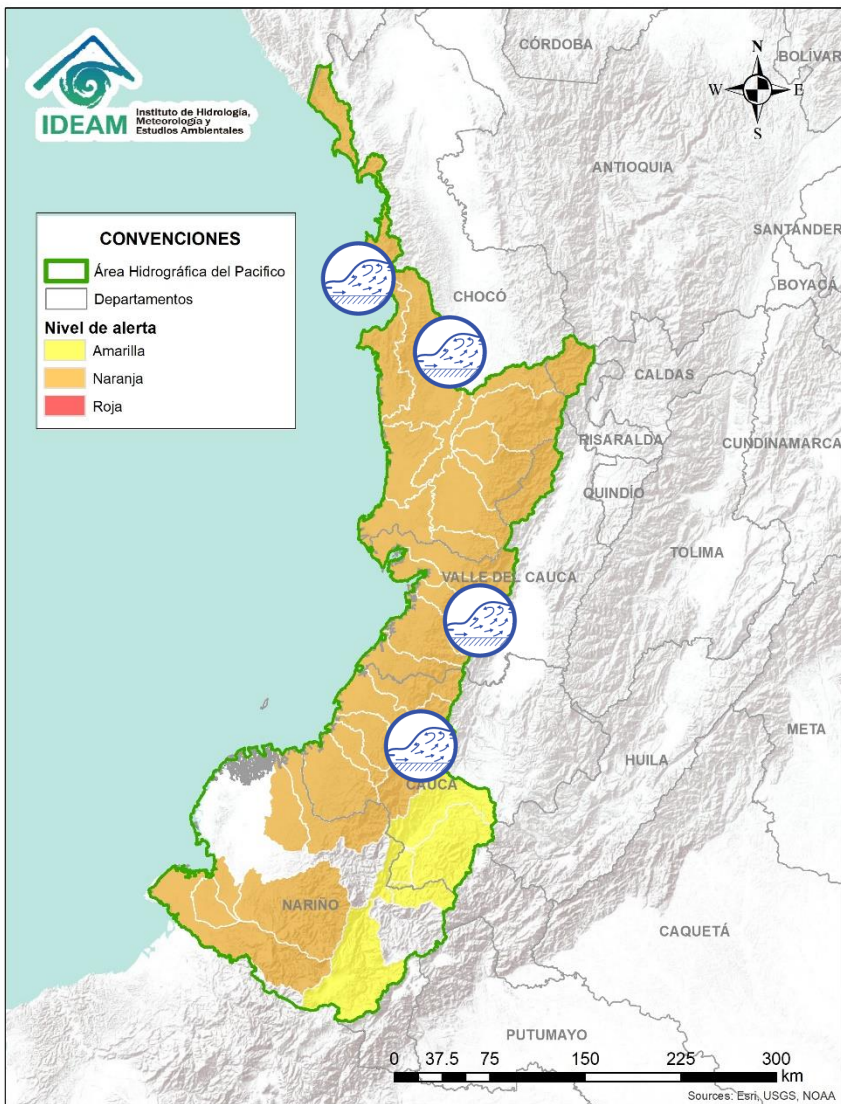 CÓRDOBA
BOLÍVAR
IDEAM
Instituto de Hidrología,
Meteorología y
Estudios Ambientales
N
W
E
S
ANTIOQUIA
SANTANDER
CONVENCIONES
Área Hidrográfica del Pacifico
Departamentos
Nivel de alerta
Amarilla
Naranja
Roja
BOYACÁ
CHOCÓ
CALDAS
RISARALDA
CUNDINAMARCA
QUINDÍO
TOLIMA
VALLE DEL CAUCA
META
HUILA
CAUCA
NARIÑO
CAQUETÁ
PUTUMAYO
0 37.5 75 150 225 300
km
Sources: Esri, USGS, NOAA